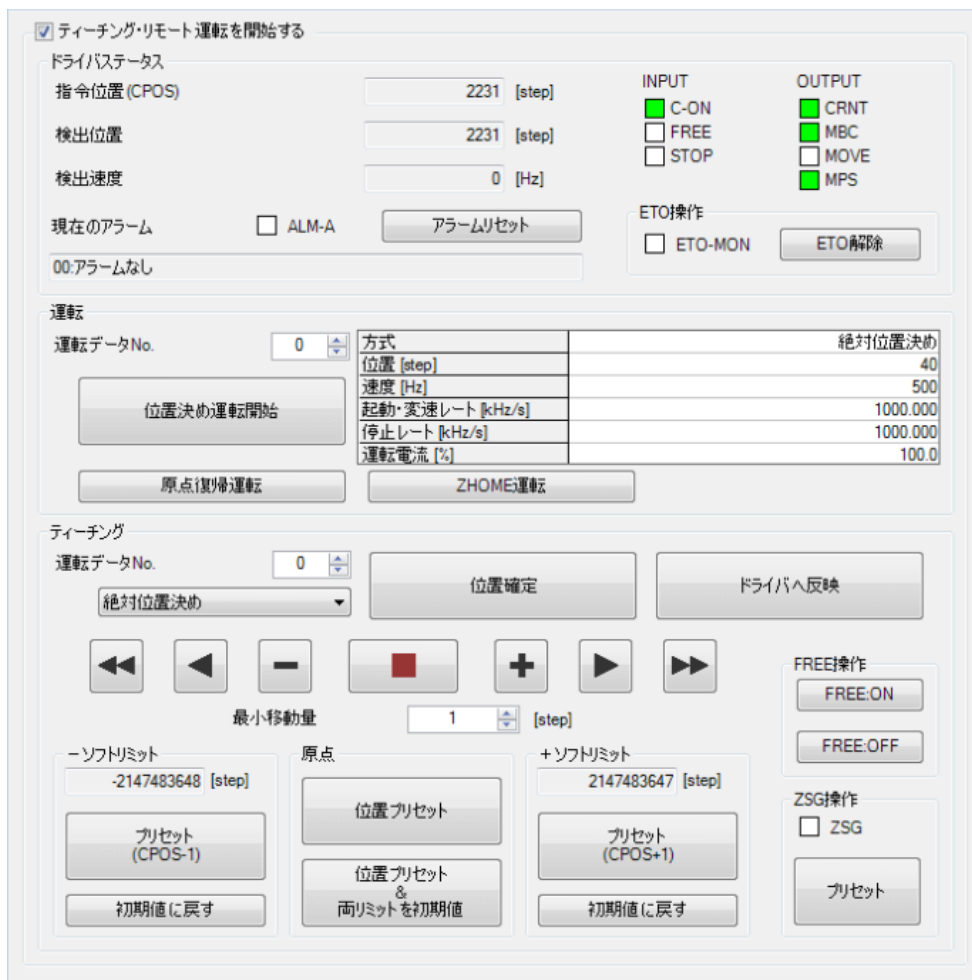 ティーチング・リモート運転を開始する
ドライバステータス
指令位置(CPOS) 2231 [step]
検出位置 2231 [step]
検出速度 0 [Hz]
INPUT
C-ON
FREE
STOP
OUTPUT
CRNT
MBC
MOVE
MPS
現在のアラーム ALM-A アラームリセット
00:アラームなし
ETO操作
ETO-MON ETO解除
運転
運転データNo. 0
方式 絶対位置決め
位置 [step] 40
速度 [Hz] 500
起動・変速レート [kHz/s] 1000.000
停止レート [kHz/s] 1000.000
運転電流 [%] 100.0
位置決め運転開始
原点復帰運転 ZHOME運転
ティーチング
運転データNo. 0
絶対位置決め
位置確定
ドライバへ反映
最小移動量 1 [step]
FREE操作
FREE:ON
FREE:OFF
－ソフトリミット
-2147483648 [step]
プリセット
(CPOS-1)
初期値に戻す
原点
位置プリセット
位置プリセット
&
両リミットを初期値
＋ソフトリミット
2147483647 [step]
プリセット
(CPOS+1)
初期値に戻す
ZSG操作
ZSG
プリセット